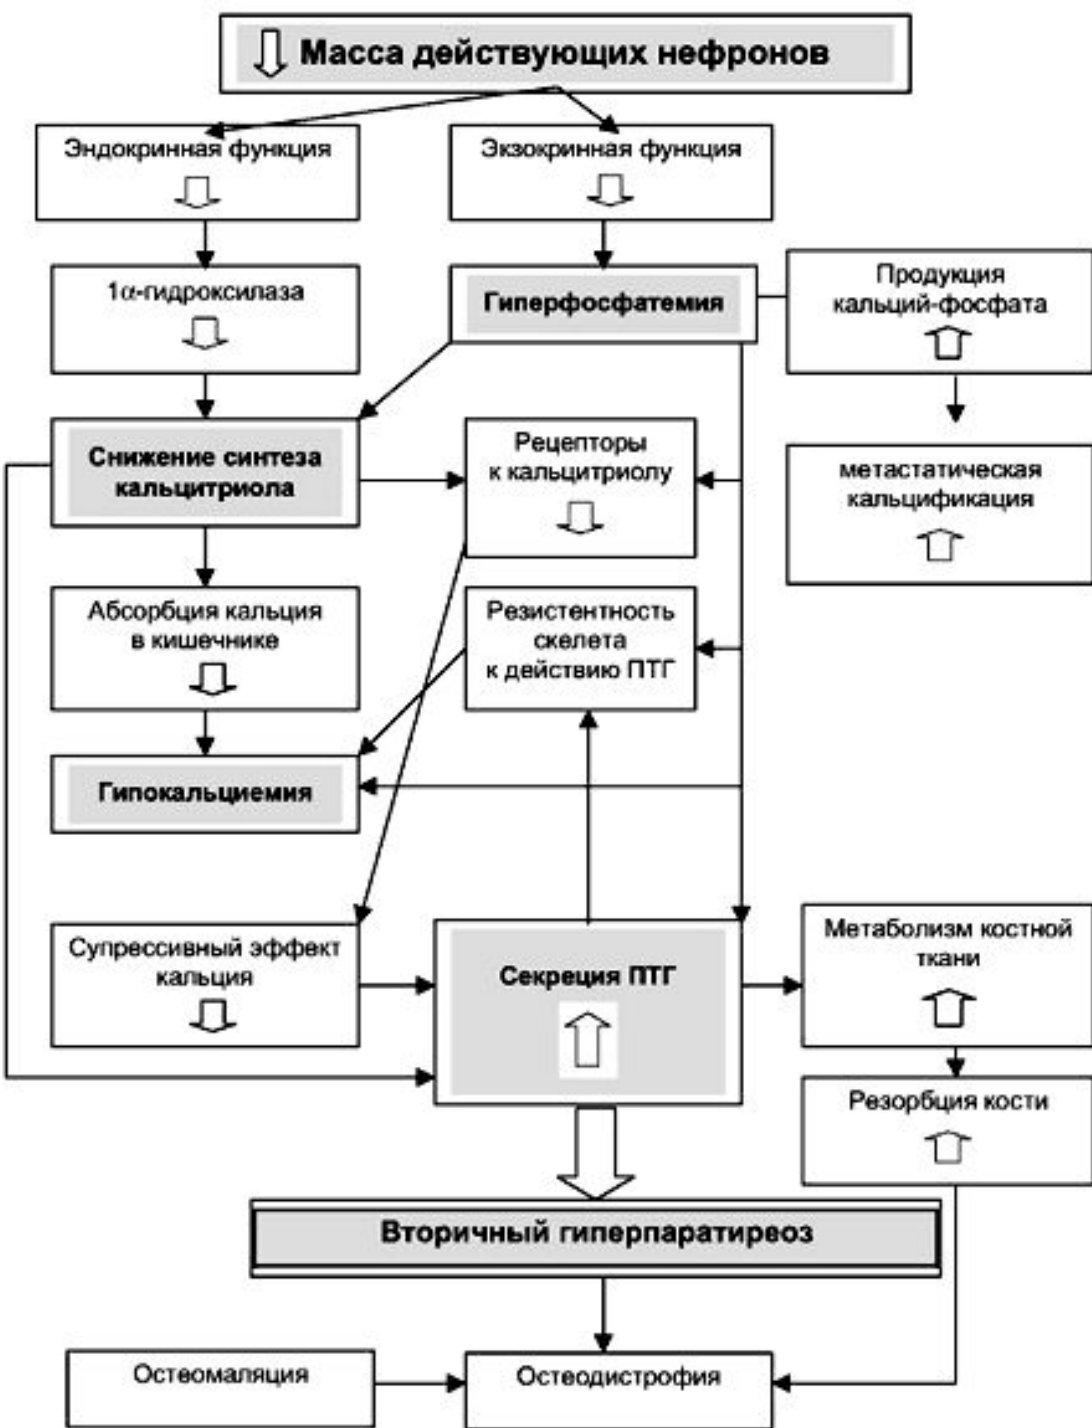 Масса действующих нефронов
Эндокринная функция
Экзокринная функция
1α-гидроксилаза
Гиперфосфатемия
Продукция
кальций-фосфата
Снижение синтеза
кальцитриола
Рецепторы
к кальцитриолу
метастатическая
кальцификация
Абсорбция кальция
в кишечнике
Резистентность
скелета
к действию ПТГ
Гипокальциемия
Супрессивный эффект
кальция
Секреция ПТГ
Метаболизм костной
ткани
Резорбция кости
Вторичный гиперпаратиреоз
Остеомаляция
Остеодистрофия